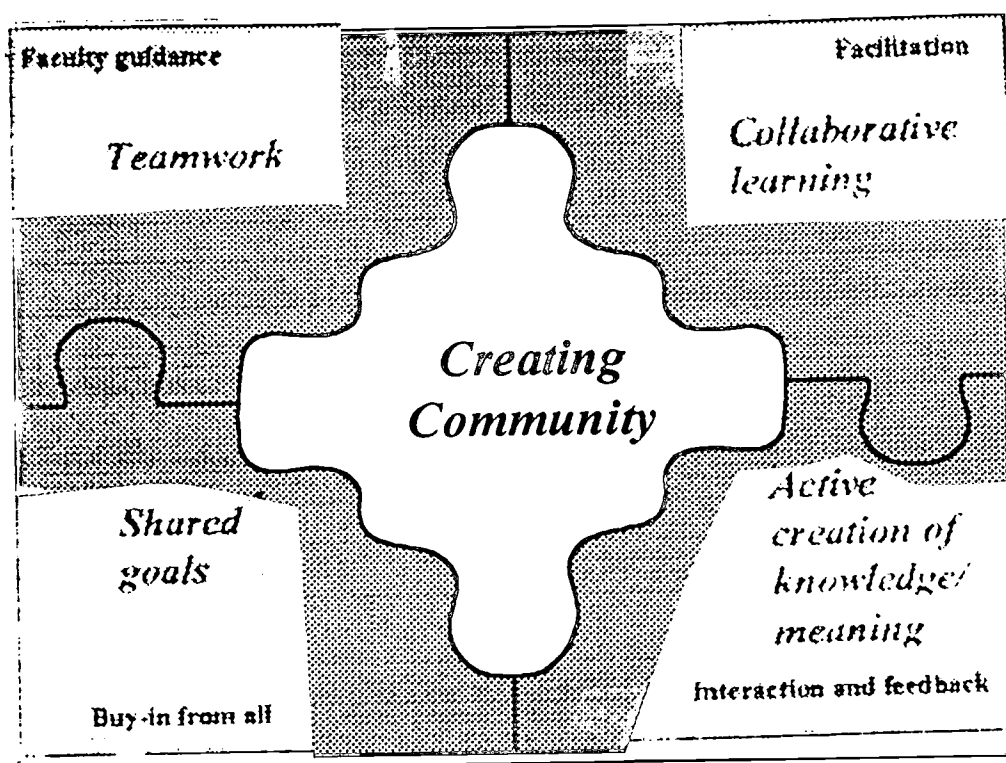 Faculty guidance
Teamwork
Facilitation
Collaborative
learning
Creating
Community
Shared
goals
Buy-in from all
Active
creation of
knowledge/
meaning
Interaction and feedback